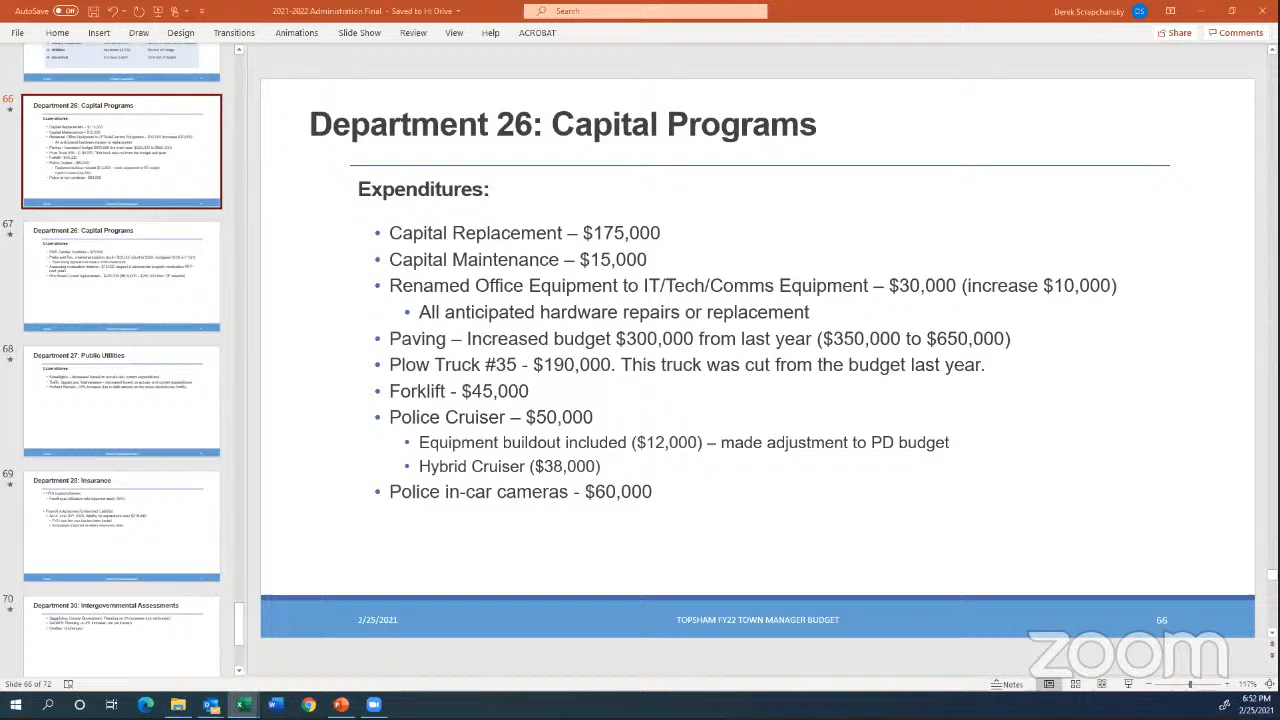 AutoSave Off
2021-2022 Administration Final - Saved to H: Drive
Search
Derek Scrapchansky DS
File Home Insert Draw Design Transitions Animations Slide Show Review View Help ACROBAT
Share Comments
66
Department 26: Capital Programs
67
Department 26: Capital Programs
68
Department 27: Public Utilities
69
Department 28: Insurance
70
Department 30: Intergovernmental Assessments
Department 26: Capital Programs
Expenditures:
• Capital Replacement – $175,000
• Capital Maintenance – $15,000
• Renamed Office Equipment to IT/Tech/Comms Equipment – $30,000 (increase $10,000)
• All anticipated hardware repairs or replacement
• Paving – Increased budget $300,000 from last year ($350,000 to $650,000)
• Plow Truck #35 - $190,000. This truck was cut from the budget last year.
• Forklift - $45,000
• Police Cruiser – $50,000
• Equipment buildout included ($12,000) – made adjustment to PD budget
• Hybrid Cruiser ($38,000)
• Police in-car cameras - $60,000
2/25/2021
TOPSHAM FY22 TOWN MANAGER BUDGET
66
zoom
Slide 66 of 72
Notes
117%
6:52 PM
2/25/2021